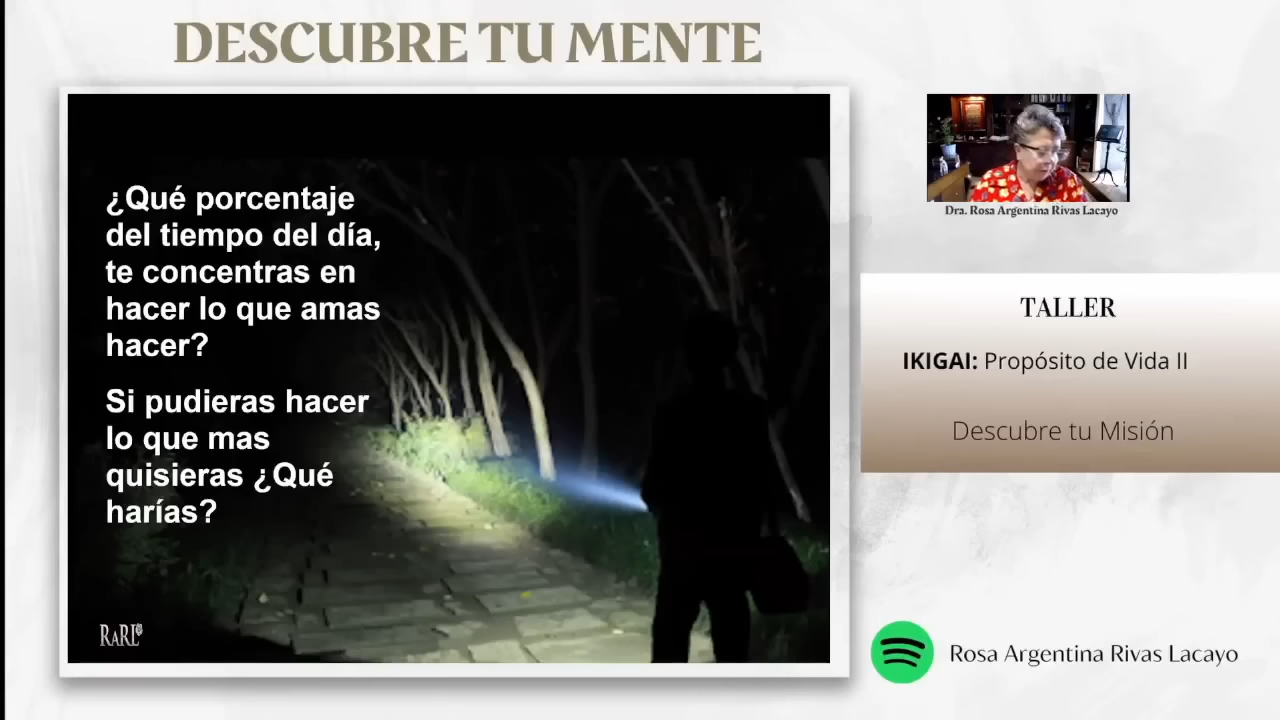 DESCUBRE TU MENTE
¿Qué porcentaje
del tiempo del día,
te concentras en
hacer lo que amas
hacer?
Si pudieras hacer
lo que mas
quisieras ¿Qué
harías?
RaRL
Dra. Rosa Argentina Rivas Lacayo
TALLER
IKIGAI: Propósito de Vida II
Descubre tu Misión
Rosa Argentina Rivas Lacayo